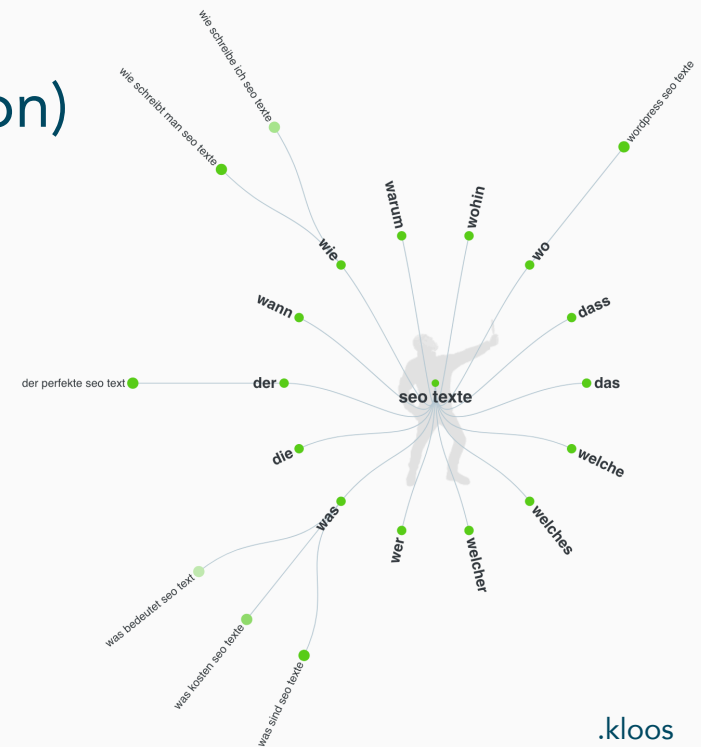 on)
wie schreibe ich seo texte
wie schreibt man seo texte
wordpress seo texte
warum
wohin
wie
wo
wann
dass
der perfekte seo text
der
seo texte
das
die
welche
was
welches
wer
welcher
was bedeutet seo text
was kosten seo texte
was sind seo texte
.kloos